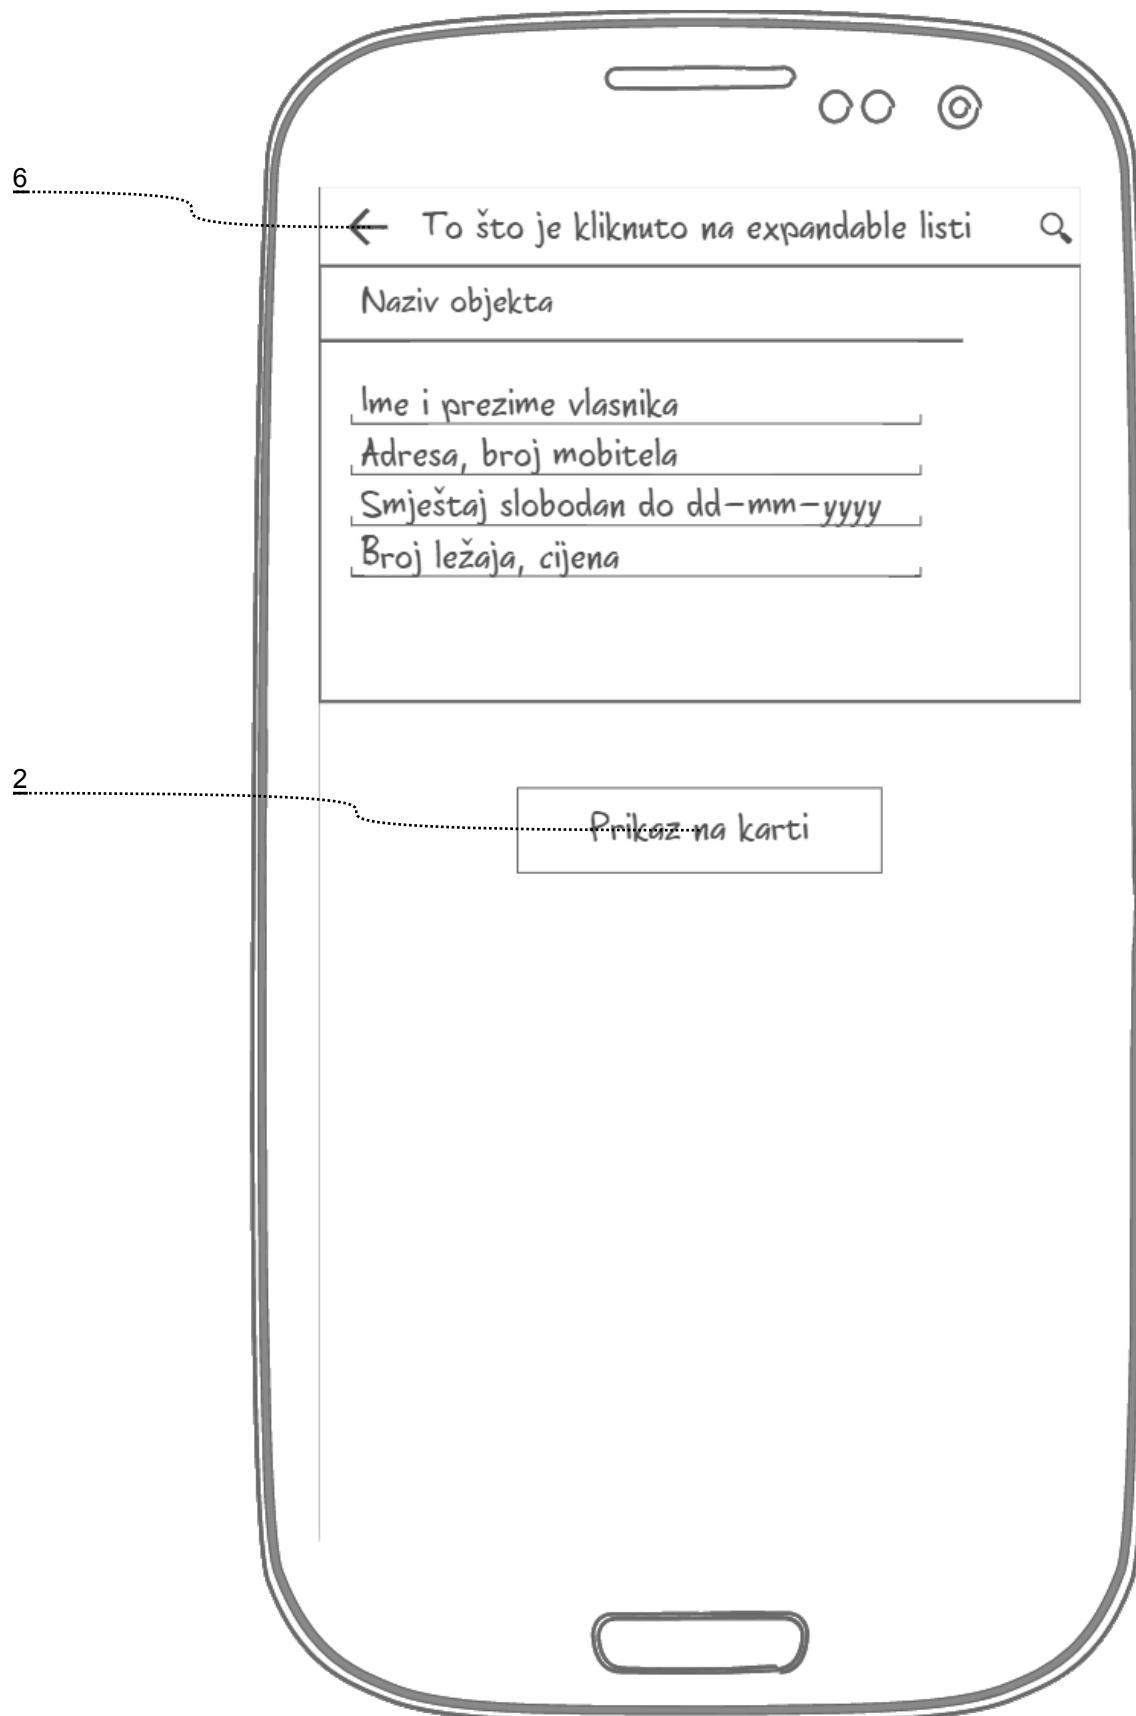 6
To što je kliknuto na expandable listi
Naziv objekta
Ime i prezime vlasnika
Adresa, broj mobitela
Smještaj slobodan do dd-mm-yyyy
Broj ležaja, cijena
2
Prikaz na karti